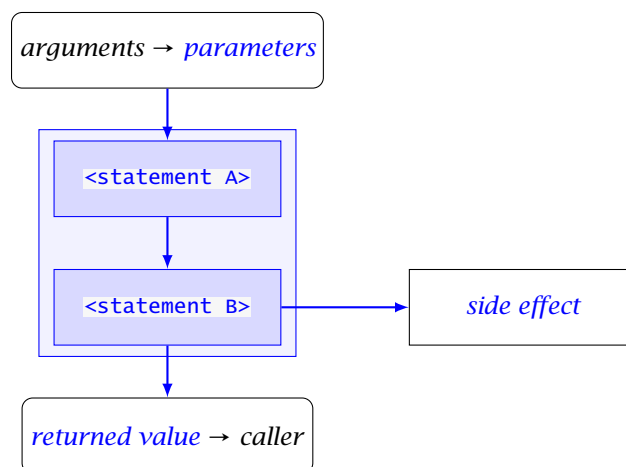 arguments → parameters
<statement A>
<statement B>
side effect
returned value → caller